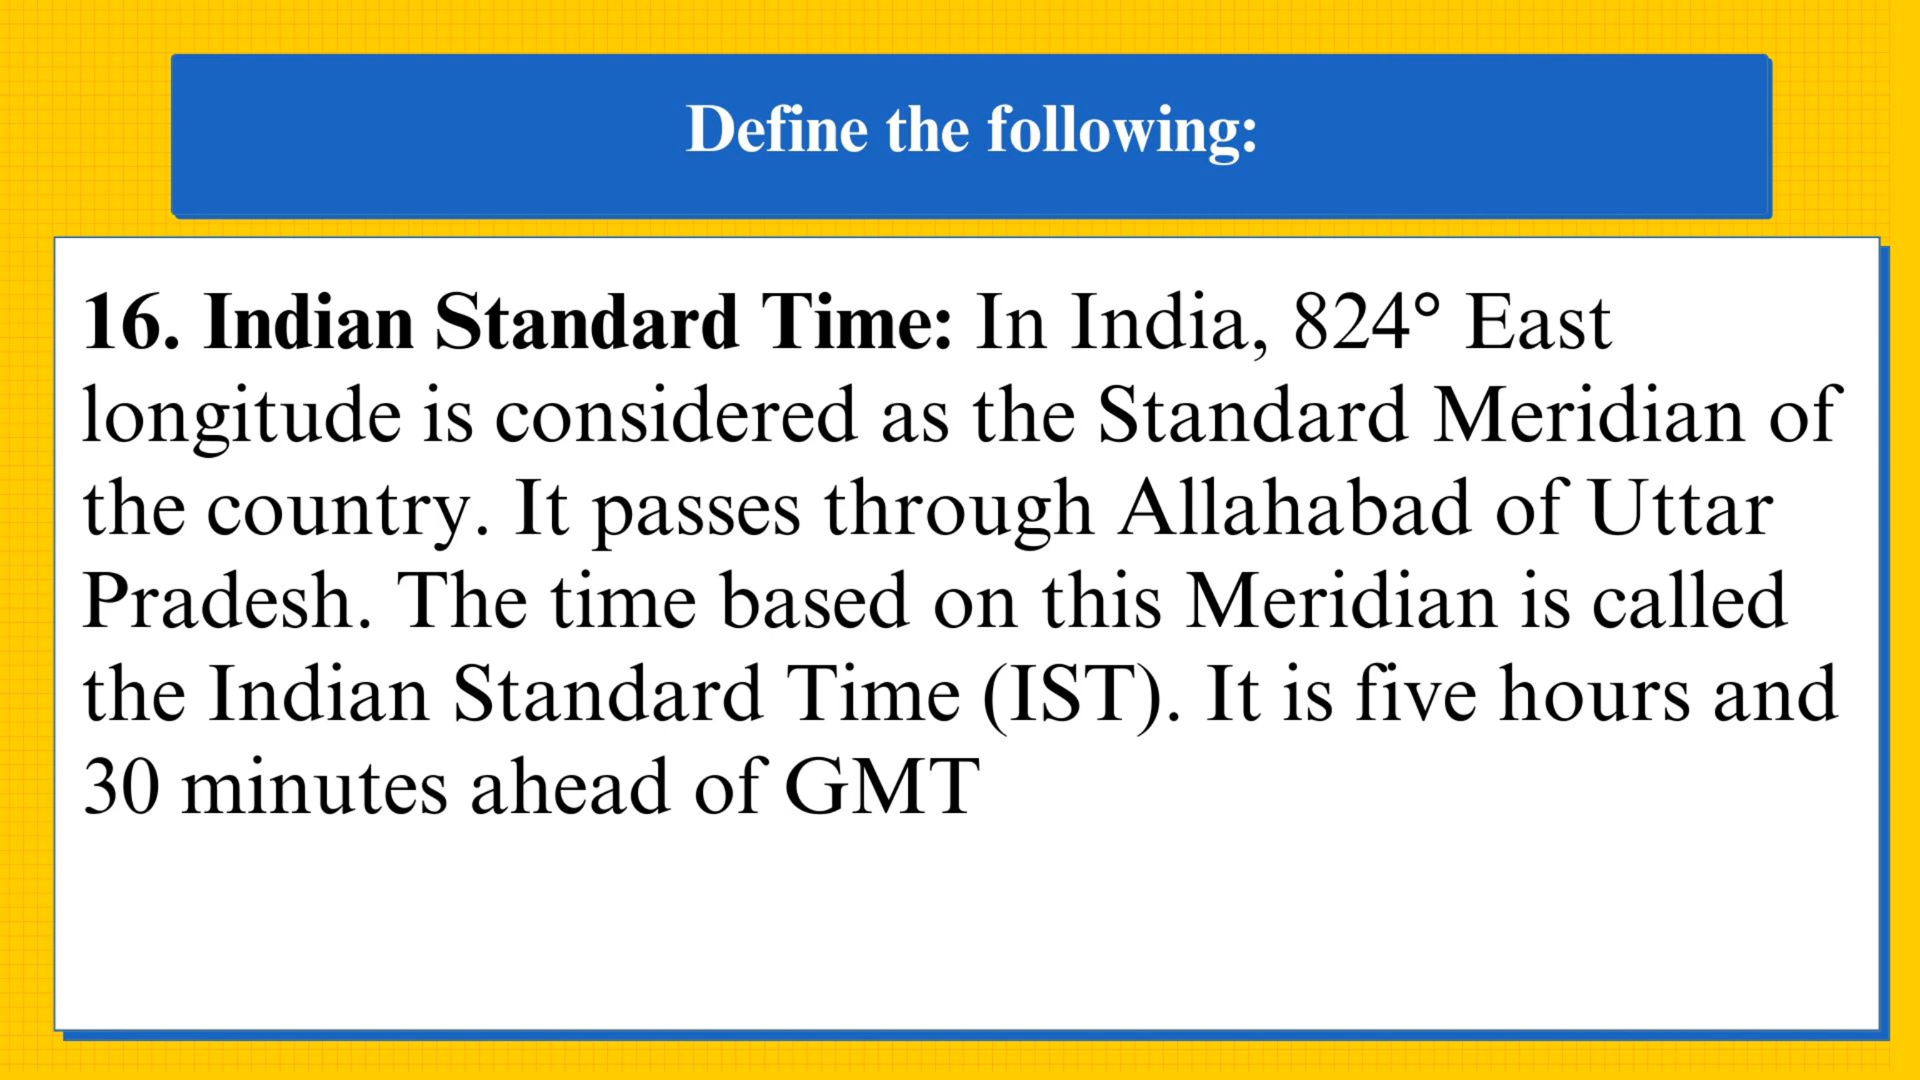 Define the following:
16. Indian Standard Time: In India, 824° East
longitude is considered as the Standard Meridian of
the country. It passes through Allahabad of Uttar
Pradesh. The time based on this Meridian is called
the Indian Standard Time (IST). It is five hours and
30 minutes ahead of GMT